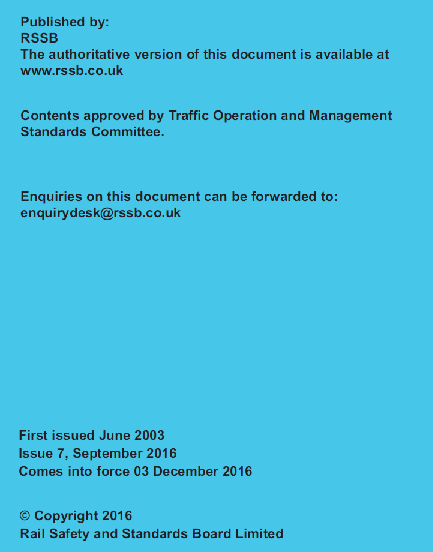 Published by:
RSSB
The authoritative version of this document is available at
www.rssb.co.uk
Contents approved by Traffic Operation and Management
Standards Committee.
Enquiries on this document can be forwarded to:
enquirydesk@rssb.co.uk
First issued June 2003
Issue 7, September 2016
Comes into force 03 December 2016
© Copyright 2016
Rail Safety and Standards Board Limited